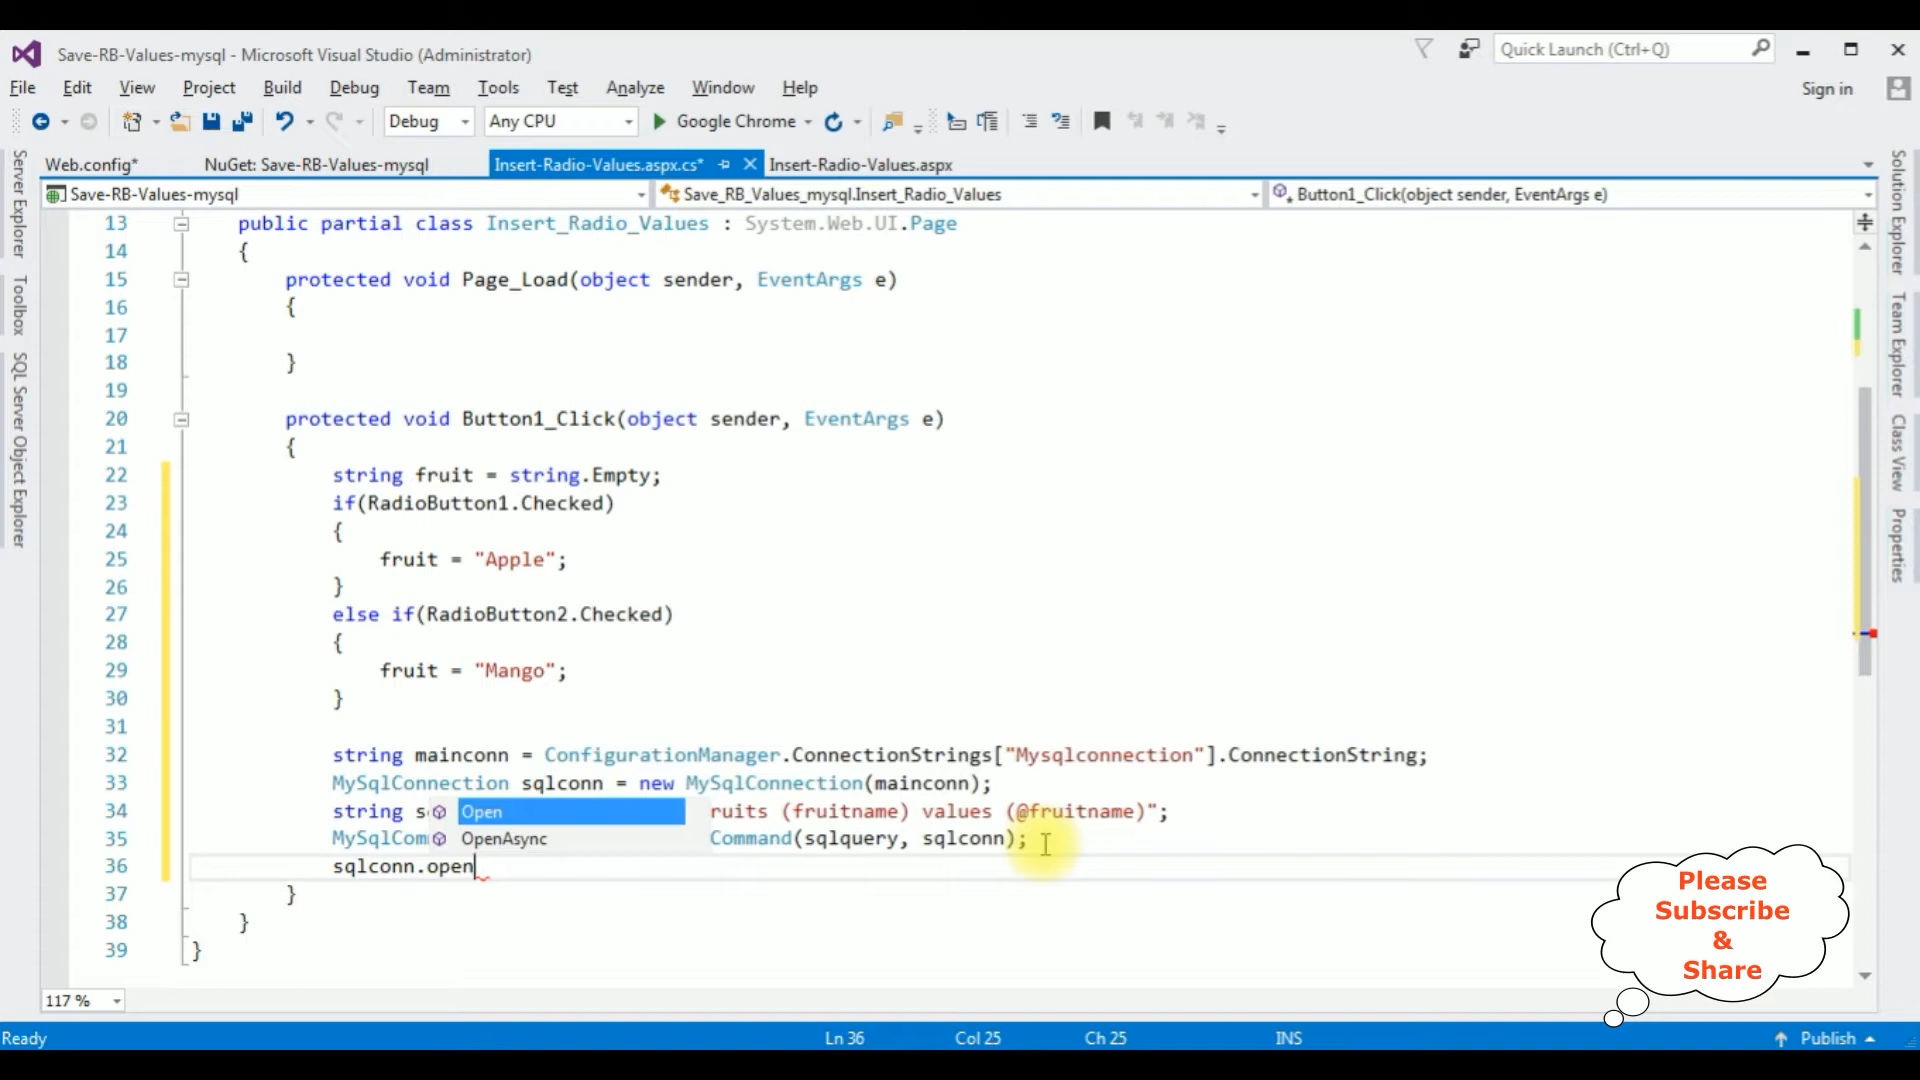 Save-RB-Values-mysql - Microsoft Visual Studio (Administrator)
Quick Launch (Ctrl+Q)
File Edit View Project Build Debug Team Tools Test Analyze Window Help
Sign in
Debug Any CPU Google Chrome
Web.config* NuGet: Save-RB-Values-mysql Insert-Radio-Values.aspx.cs* Insert-Radio-Values.aspx
Save-RB-Values-mysql Save_RB_Values_mysql.Insert_Radio_Values Button1_Click(object sender, EventArgs e)
Server Explorer
Toolbox
SQL Server Object Explorer
13 public partial class Insert_Radio_Values : System.Web.UI.Page
14 {
15 protected void Page_Load(object sender, EventArgs e)
16 {
17
18 }
19
20 protected void Button1_Click(object sender, EventArgs e)
21 {
22 string fruit = string.Empty;
23 if(RadioButton1.Checked)
24 {
25 fruit = "Apple";
26 }
27 else if(RadioButton2.Checked)
28 {
29 fruit = "Mango";
30 }
31
32 string mainconn = ConfigurationManager.ConnectionStrings["Mysqlconnection"].ConnectionString;
33 MySqlConnection sqlconn = new MySqlConnection(mainconn);
34 string s Open ruits (fruitname) values (@fruitname)";
35 MySqlCom OpenAsync Command(sqlquery, sqlconn);
36 sqlconn.open
37 }
38 }
39 }
Solution Explorer
Team Explorer
Class View
Properties
Please
Subscribe
&
Share
117 %
Ready Ln 36 Col 25 Ch 25 INS Publish